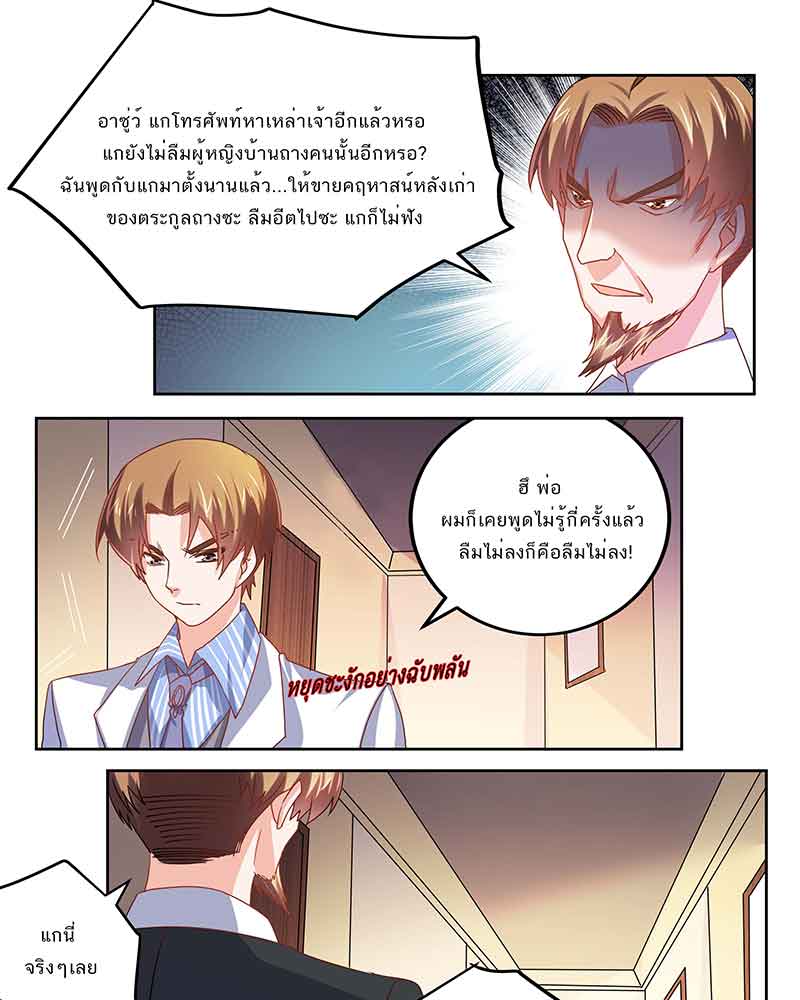 อาซู่ว์ แกโทรศัพท์หาเหล่าเจ้าอีกแล้วหรอ
แกยังไม่ลืมผู้หญิงบ้านถางคนนั้นอีกหรอ?
ฉันพูดกับแกมาตั้งนานแล้ว...ให้ขายคฤหาสน์หลังเก่า
ของตระกูลถางซะ ลืมอีตไปซะ แกก็ไม่ฟัง
ฮึ พ่อ
ผมก็เคยพูดไม่รู้กี่ครั้งแล้ว
ลืมไม่ลงก็คือลืมไม่ลง!
หยุดชะงักอย่างฉับพลัน
แกนี่
จริงๆเลย